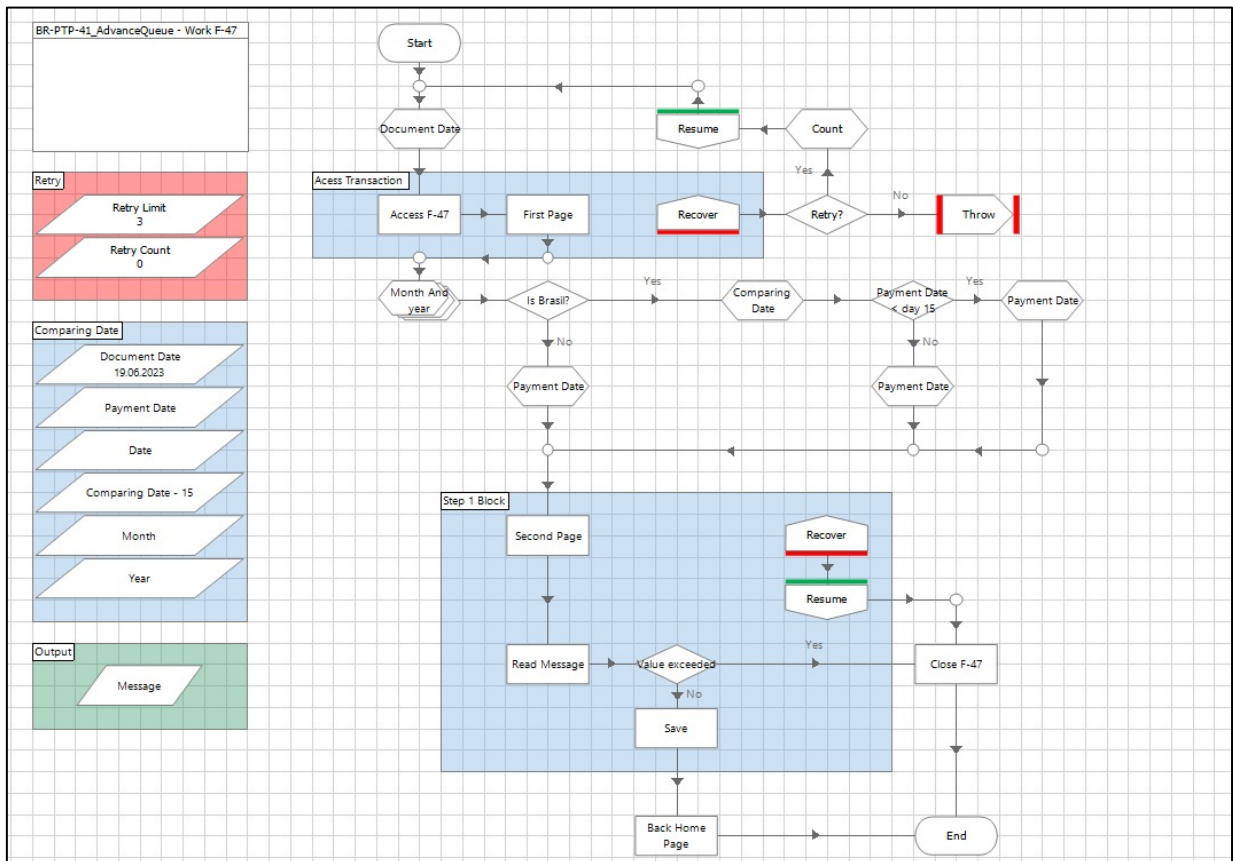 BR-PTP-41_AdvanceQueue - Work F-47
Start
Document Date
Resume
Count
Yes
Retry
Retry Limit
3
Retry Count
0
Acess Transaction
Access F-47
First Page
Recover
Retry?
No
Throw
Month And
year
Is Brasil?
Yes
Comparing
Date
Payment Date
< day 15
Yes
Payment Date
No
No
Payment Date
Payment Date
Comparing Date
Document Date
19.06.2023
Payment Date
Date
Comparing Date - 15
Month
Year
Step 1 Block
Second Page
Recover
Resume
Read Message
Value exceeded
Yes
Close F-47
No
Save
Output
Message
Back Home
Page
End